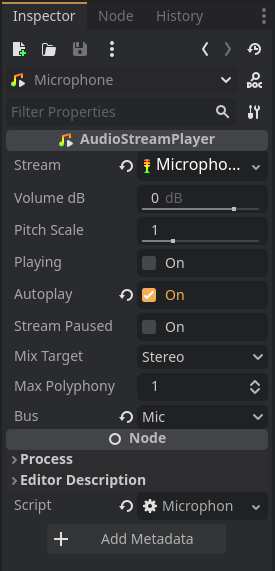 Inspector Node History
Microphone
DOC
Filter Properties
AudioStreamPlayer
Stream Micropho...
Volume dB 0 dB
Pitch Scale 1
Playing On
Autoplay On
Stream Paused On
Mix Target Stereo
Max Polyphony 1
Bus Mic
Node
Process
Editor Description
Script Microphon
Add Metadata